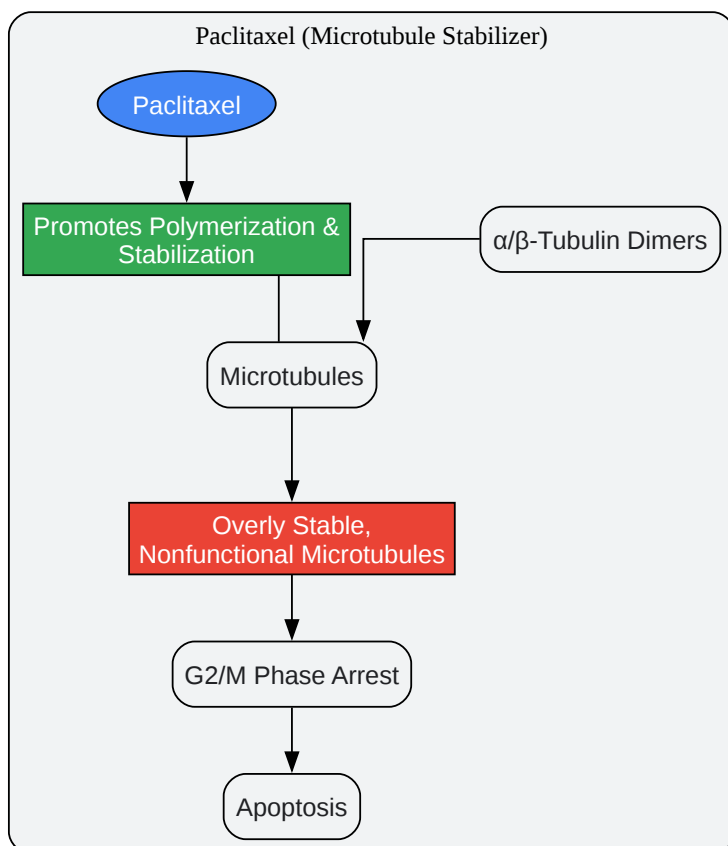 Paclitaxel (Microtubule Stabilizer)
Paclitaxel
Promotes Polymerization &
Stabilization
α/β-Tubulin Dimers
Microtubules
Overly Stable,
Nonfunctional Microtubules
G2/M Phase Arrest
Apoptosis